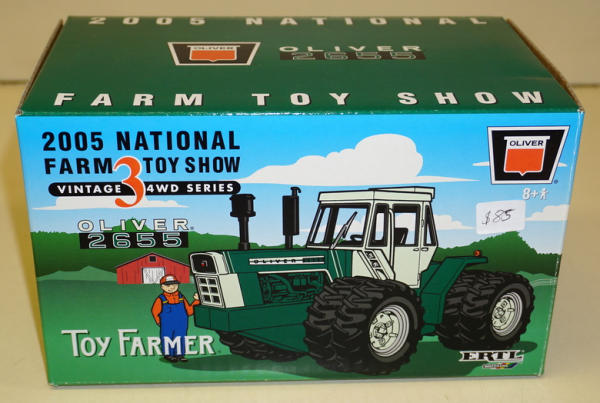 2005 NATIONAL
OLIVER
OLIVER
2655
FARM TOY SHOW
2005 NATIONAL
FARM 3 TOY SHOW
VINTAGE 4WD SERIES
OLIVER
8+
$85
OLIVER
2655
OLIVER
TOY FARMER
ERTL